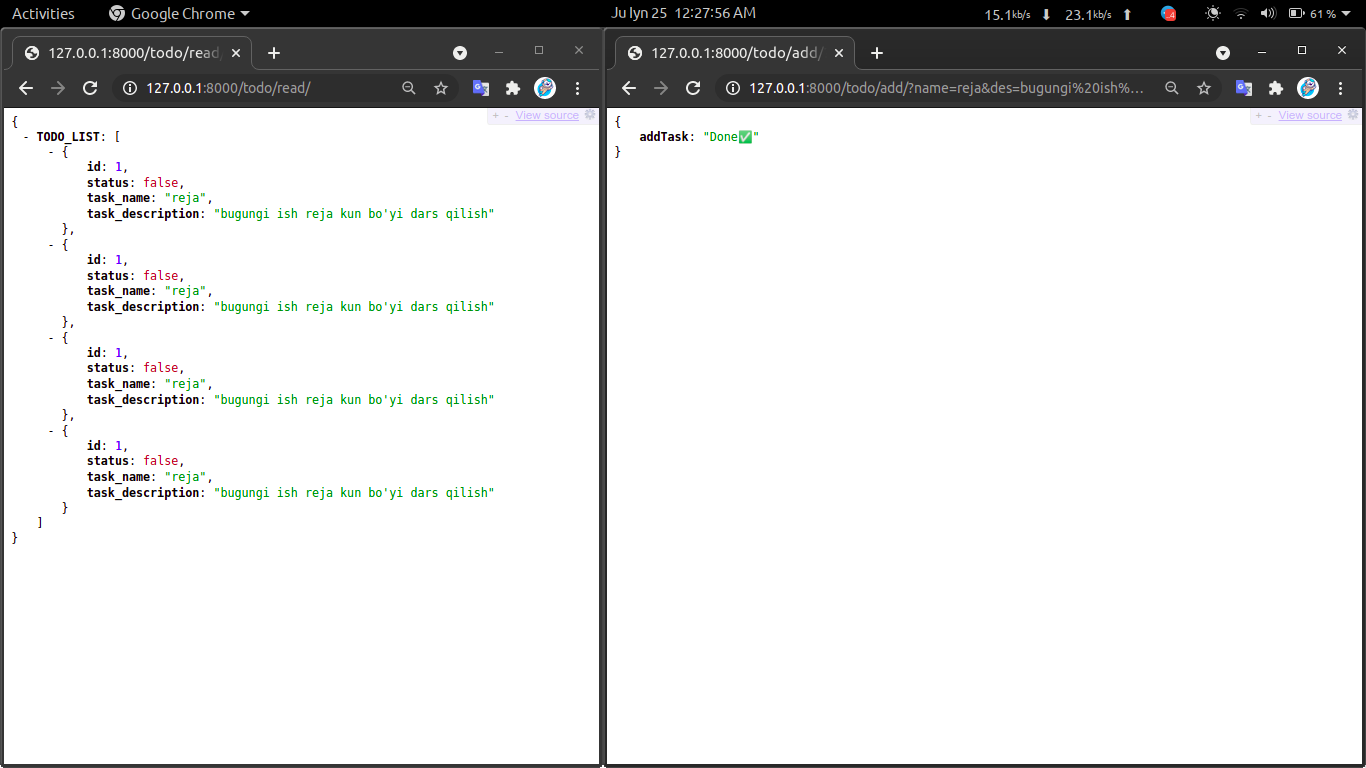 Activities Google Chrome Ju lyn 25 12:27:56 AM 15.1kb/s 23.1kb/s 4 61 %
127.0.0.1:8000/todo/read/
127.0.0.1:8000/todo/read/
+ - View source
{
- TODO_LIST: [
- {
id: 1,
status: false,
task_name: "reja",
task_description: "bugungi ish reja kun bo'yi dars qilish"
},
- {
id: 1,
status: false,
task_name: "reja",
task_description: "bugungi ish reja kun bo'yi dars qilish"
},
- {
id: 1,
status: false,
task_name: "reja",
task_description: "bugungi ish reja kun bo'yi dars qilish"
},
- {
id: 1,
status: false,
task_name: "reja",
task_description: "bugungi ish reja kun bo'yi dars qilish"
}
]
}
127.0.0.1:8000/todo/add/
127.0.0.1:8000/todo/add/?name=reja&des=bugungi%20ish%...
+ - View source
{
addTask: "Done✅"
}